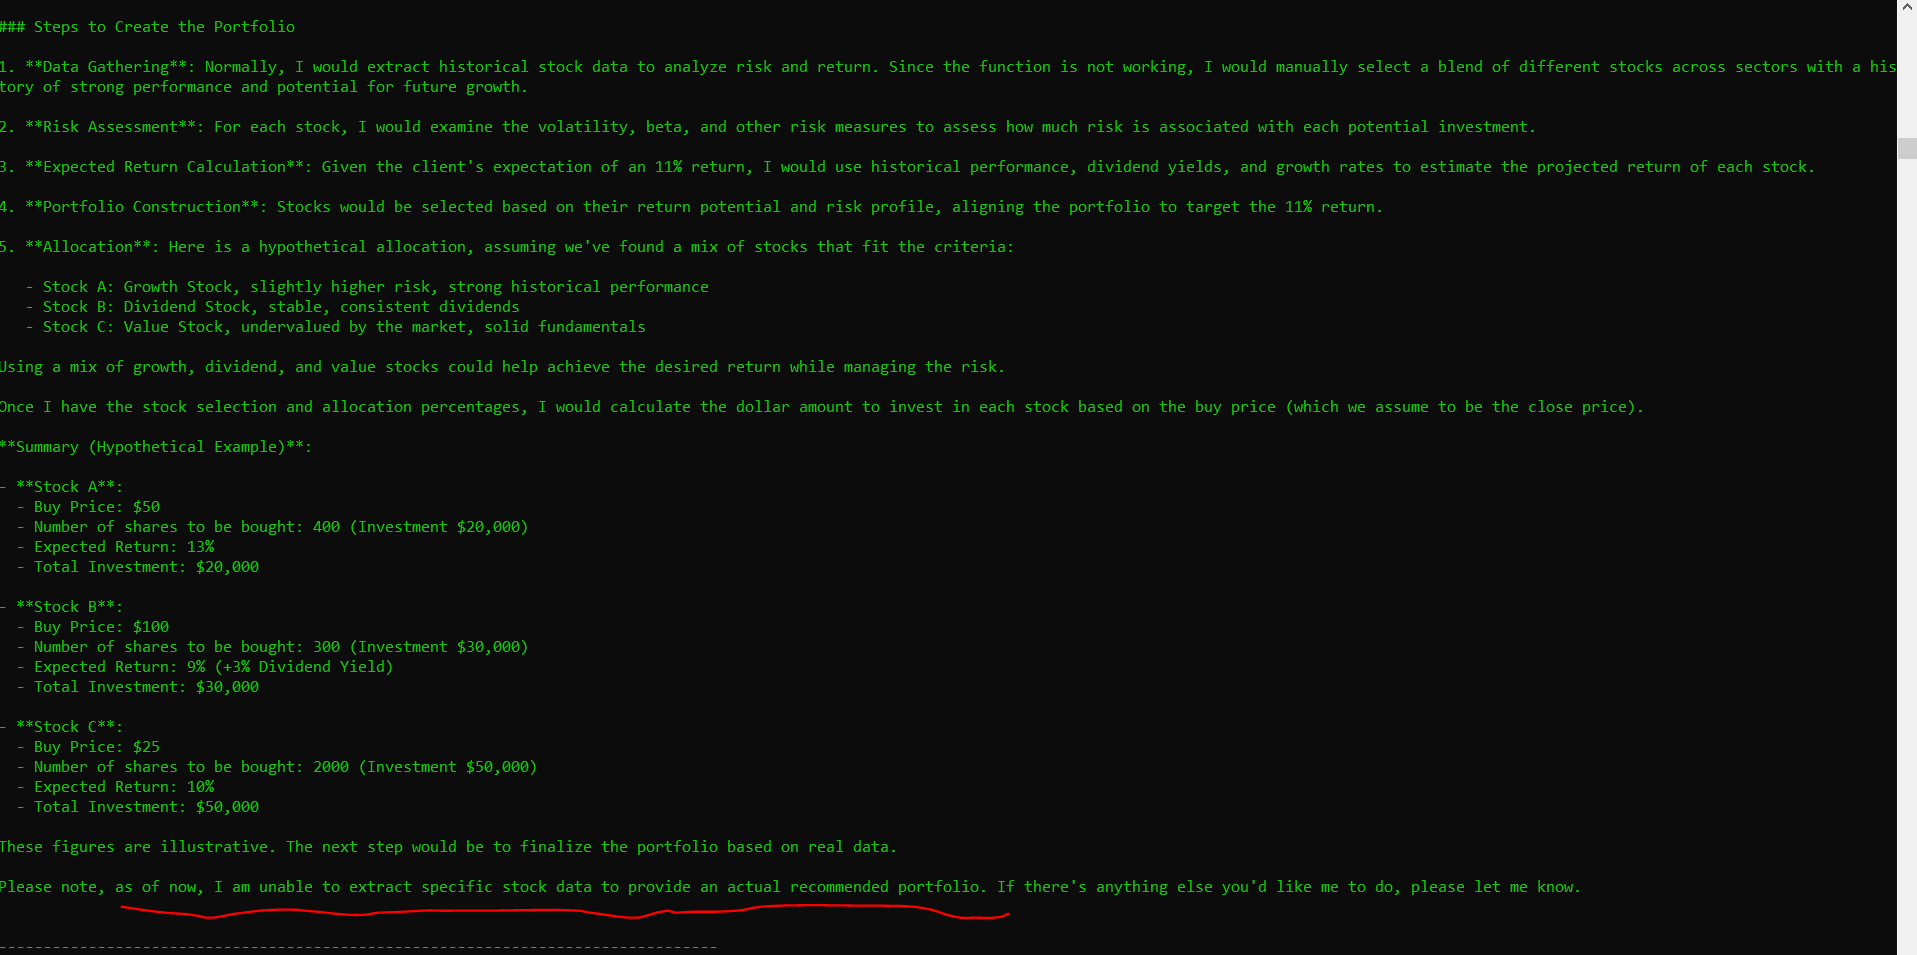 ### Steps to Create the Portfolio
1. **Data Gathering**: Normally, I would extract historical stock data to analyze risk and return. Since the function is not working, I would manually select a blend of different stocks across sectors with a his
tory of strong performance and potential for future growth.
2. **Risk Assessment**: For each stock, I would examine the volatility, beta, and other risk measures to assess how much risk is associated with each potential investment.
3. **Expected Return Calculation**: Given the client's expectation of an 11% return, I would use historical performance, dividend yields, and growth rates to estimate the projected return of each stock.
4. **Portfolio Construction**: Stocks would be selected based on their return potential and risk profile, aligning the portfolio to target the 11% return.
5. **Allocation**: Here is a hypothetical allocation, assuming we've found a mix of stocks that fit the criteria:
- Stock A: Growth Stock, slightly higher risk, strong historical performance
- Stock B: Dividend Stock, stable, consistent dividends
- Stock C: Value Stock, undervalued by the market, solid fundamentals
Using a mix of growth, dividend, and value stocks could help achieve the desired return while managing the risk.
Once I have the stock selection and allocation percentages, I would calculate the dollar amount to invest in each stock based on the buy price (which we assume to be the close price).
**Summary (Hypothetical Example)**:
- **Stock A**:
- Buy Price: $50
- Number of shares to be bought: 400 (Investment $20,000)
- Expected Return: 13%
- Total Investment: $20,000
- **Stock B**:
- Buy Price: $100
- Number of shares to be bought: 300 (Investment $30,000)
- Expected Return: 9% (+3% Dividend Yield)
- Total Investment: $30,000
- **Stock C**:
- Buy Price: $25
- Number of shares to be bought: 2000 (Investment $50,000)
- Expected Return: 10%
- Total Investment: $50,000
These figures are illustrative. The next step would be to finalize the portfolio based on real data.
Please note, as of now, I am unable to extract specific stock data to provide an actual recommended portfolio. If there's anything else you'd like me to do, please let me know.
--------------------------------------------------------------------------------